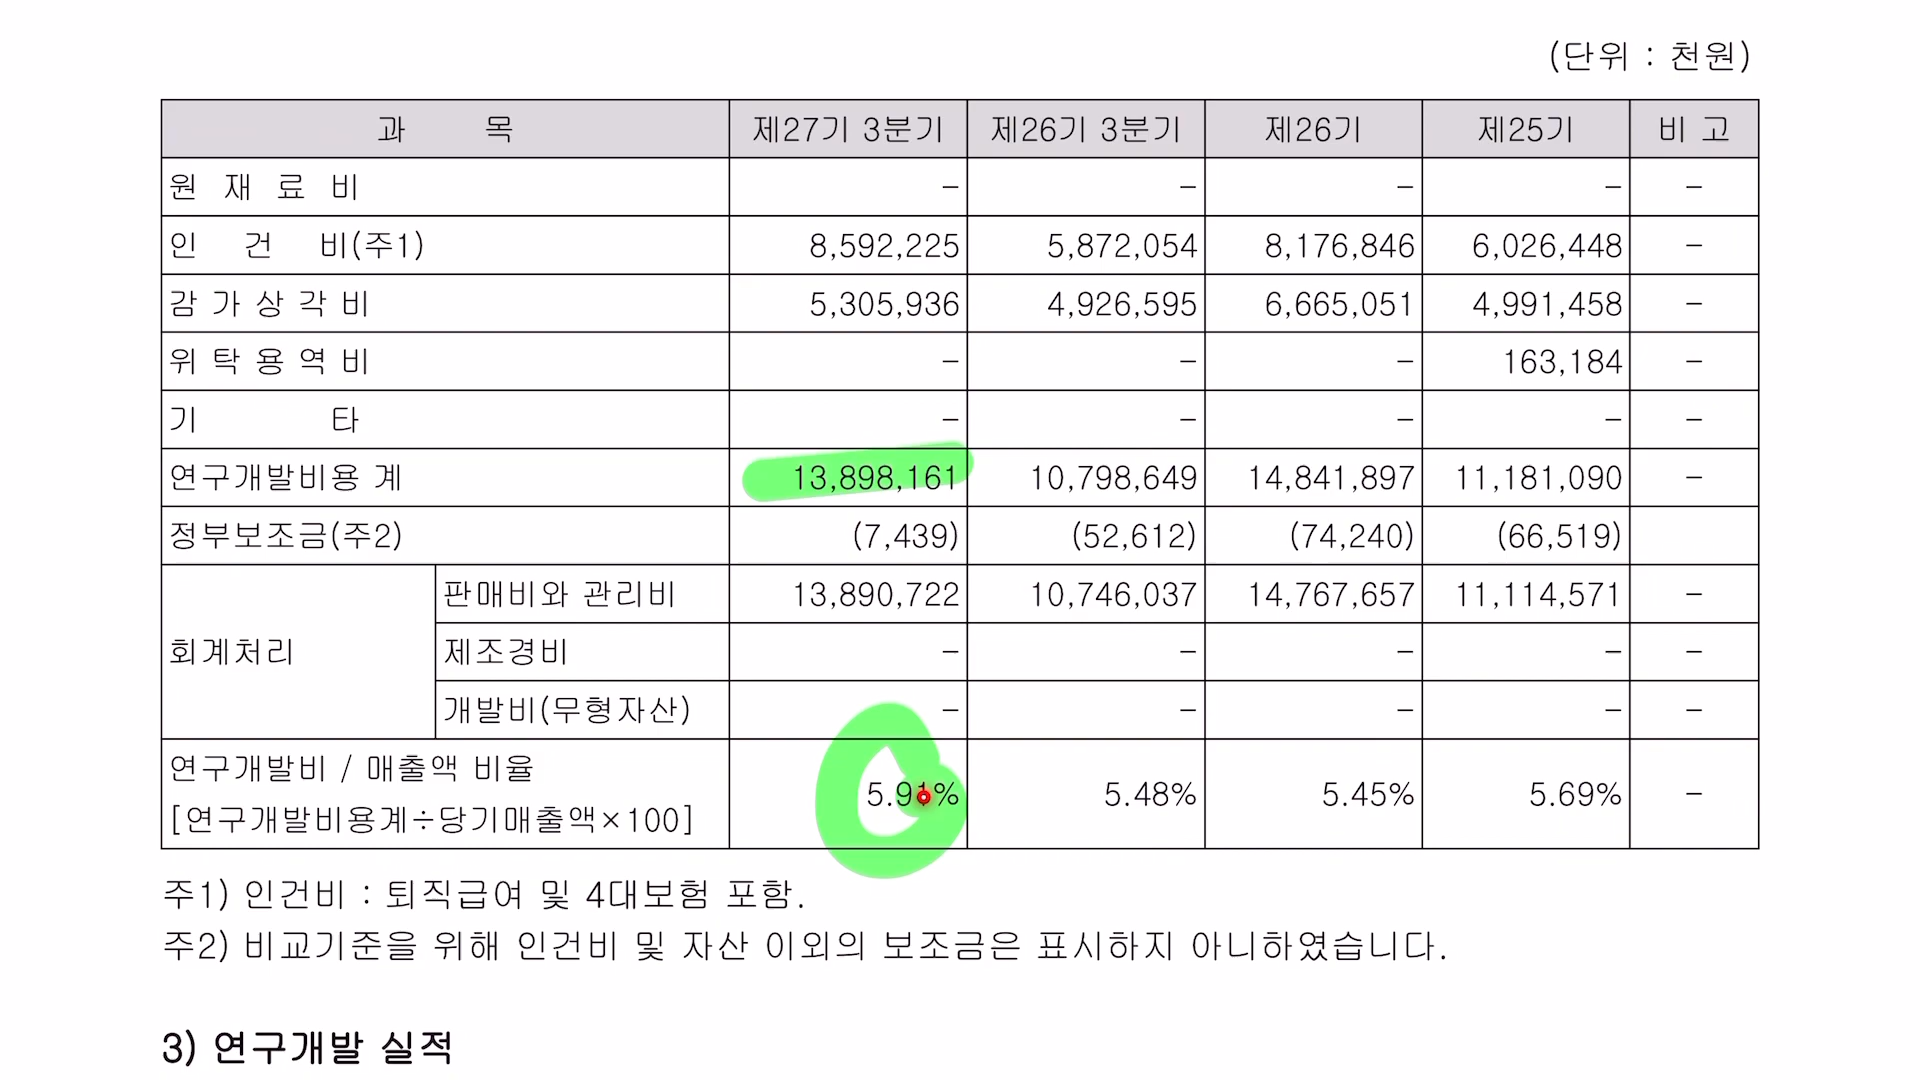 (단위 : 천원)
과 목 제27기 3분기 제26기 3분기 제26기 제25기 비 고
원 재 료 비 – – – – –
인 건 비(주1) 8,592,225 5,872,054 8,176,846 6,026,448 –
감 가 상 각 비 5,305,936 4,926,595 6,665,051 4,991,458 –
위 탁 용 역 비 – – – 163,184 –
기 타 – – – – –
연구개발비용 계 13,898,161 10,798,649 14,841,897 11,181,090 –
정부보조금(주2) (7,439) (52,612) (74,240) (66,519)
회계처리 판매비와 관리비 13,890,722 10,746,037 14,767,657 11,114,571 –
제조경비 – – – – –
개발비(무형자산) – – – – –
연구개발비 / 매출액 비율
[연구개발비용계÷당기매출액×100] 5.91% 5.48% 5.45% 5.69% –
주1) 인건비 : 퇴직급여 및 4대보험 포함.
주2) 비교기준을 위해 인건비 및 자산 이외의 보조금은 표시하지 아니하였습니다.
3) 연구개발 실적